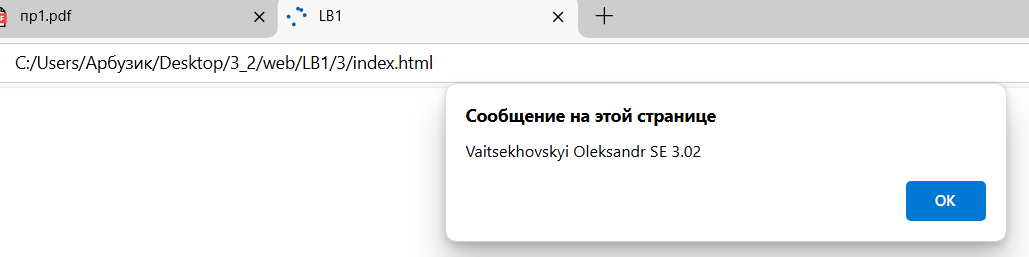 пр1.pdf
LB1
C:/Users/Арбузик/Desktop/3_2/web/LB1/3/index.html
Сообщение на этой странице
Vaitsekhovskyi Oleksandr SE 3.02
ОК